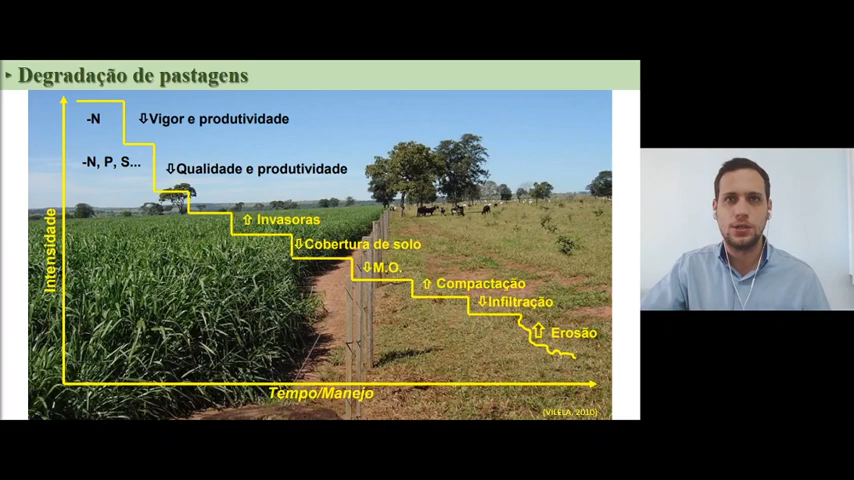 Degradação de pastagens
-N
⇩Vigor e produtividade
-N, P, S...
⇩Qualidade e produtividade
⇧ Invasoras
⇩Cobertura de solo
⇩M.O.
⇧ Compactação
⇩Infiltração
⇧ Erosão
Intensidade
Tempo/Manejo
(VILELA, 2010)